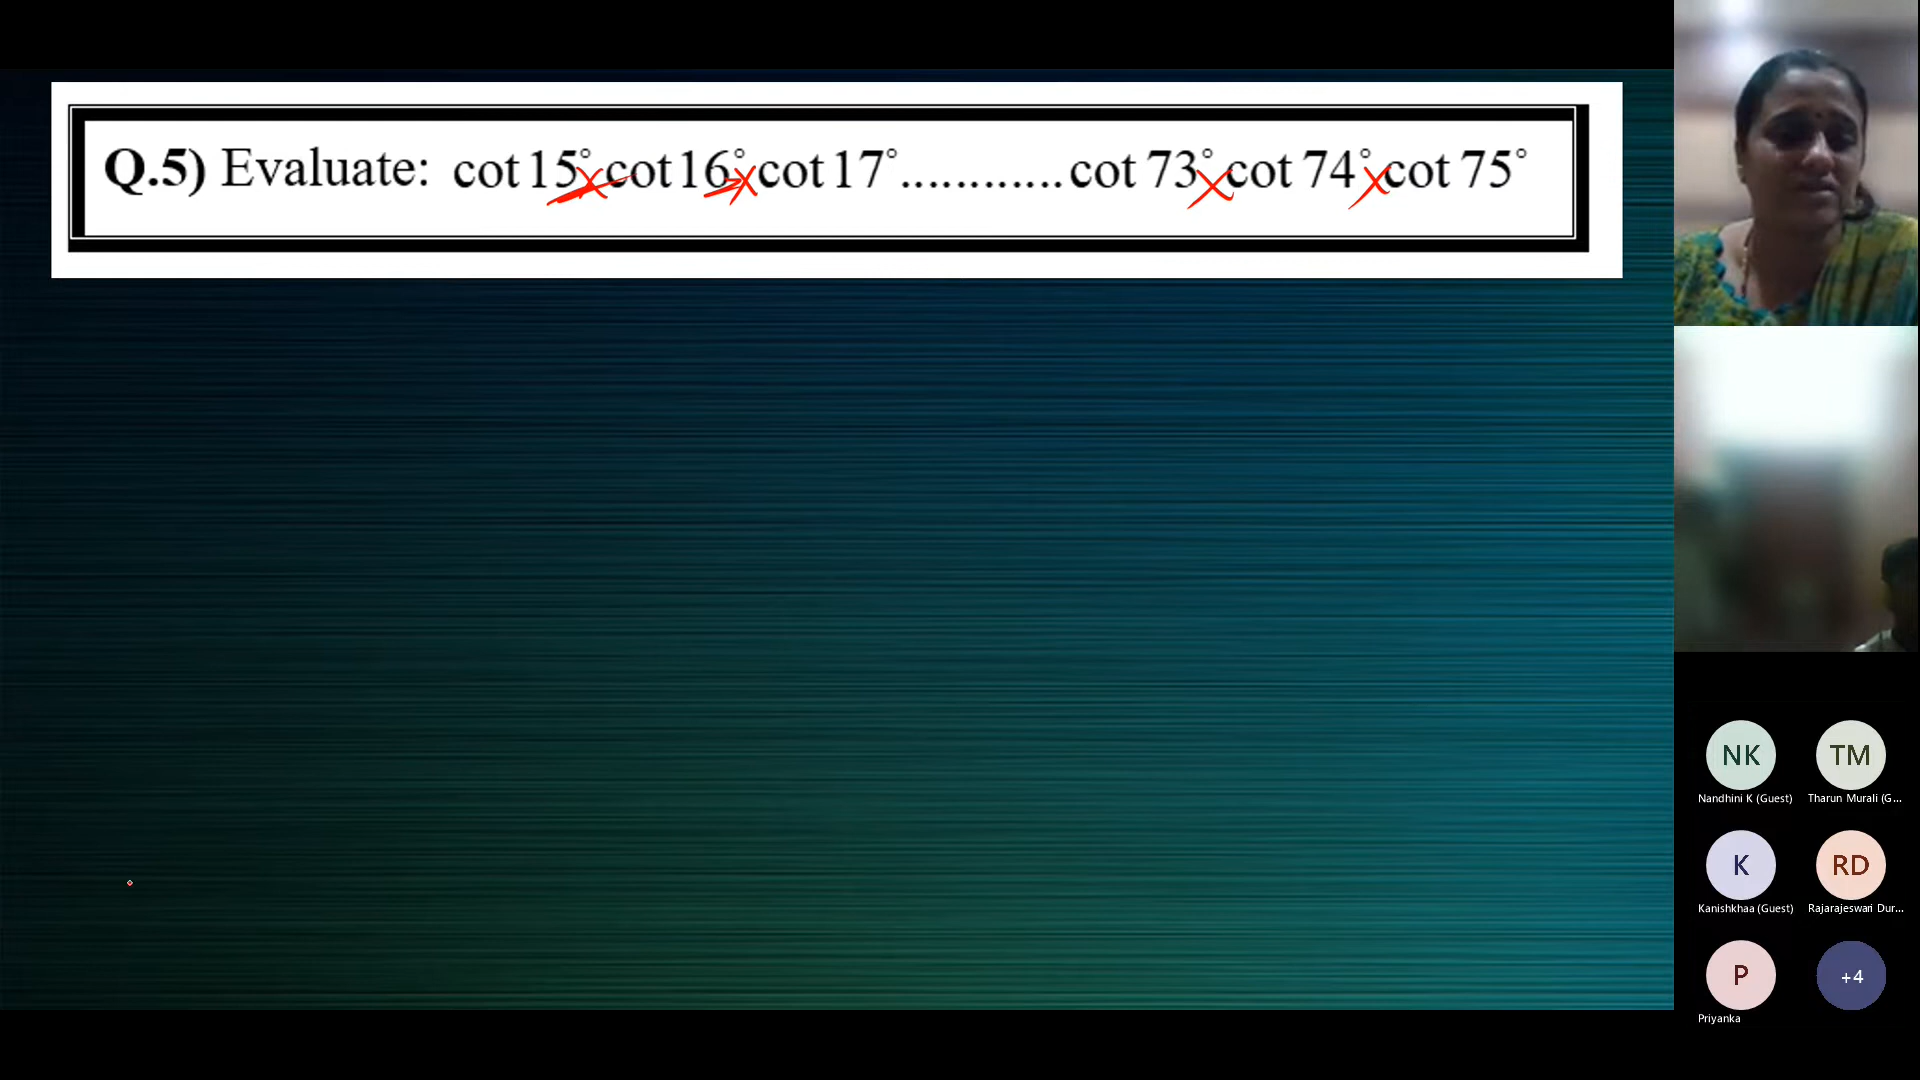 Q.5) Evaluate: cot 15° × cot 16° × cot 17° ............ cot 73° × cot 74° × cot 75°
NK
TM
Nandhini K (Guest)
Tharun Murali (G...
K
RD
Kanishkhaa (Guest)
Rajarajeswari Dur...
P
+4
Priyanka